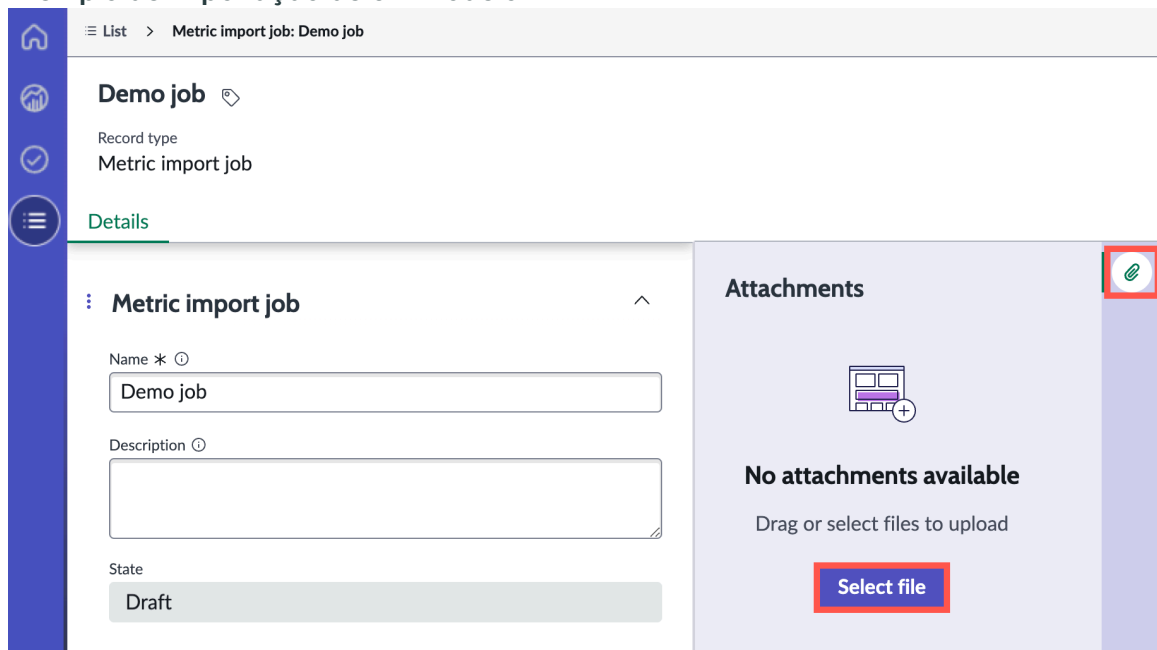 List > Metric import job: Demo job
Demo job
Record type
Metric import job
Details
Metric import job
Name *
Demo job
Description
State
Draft
Attachments
No attachments available
Drag or select files to upload
Select file